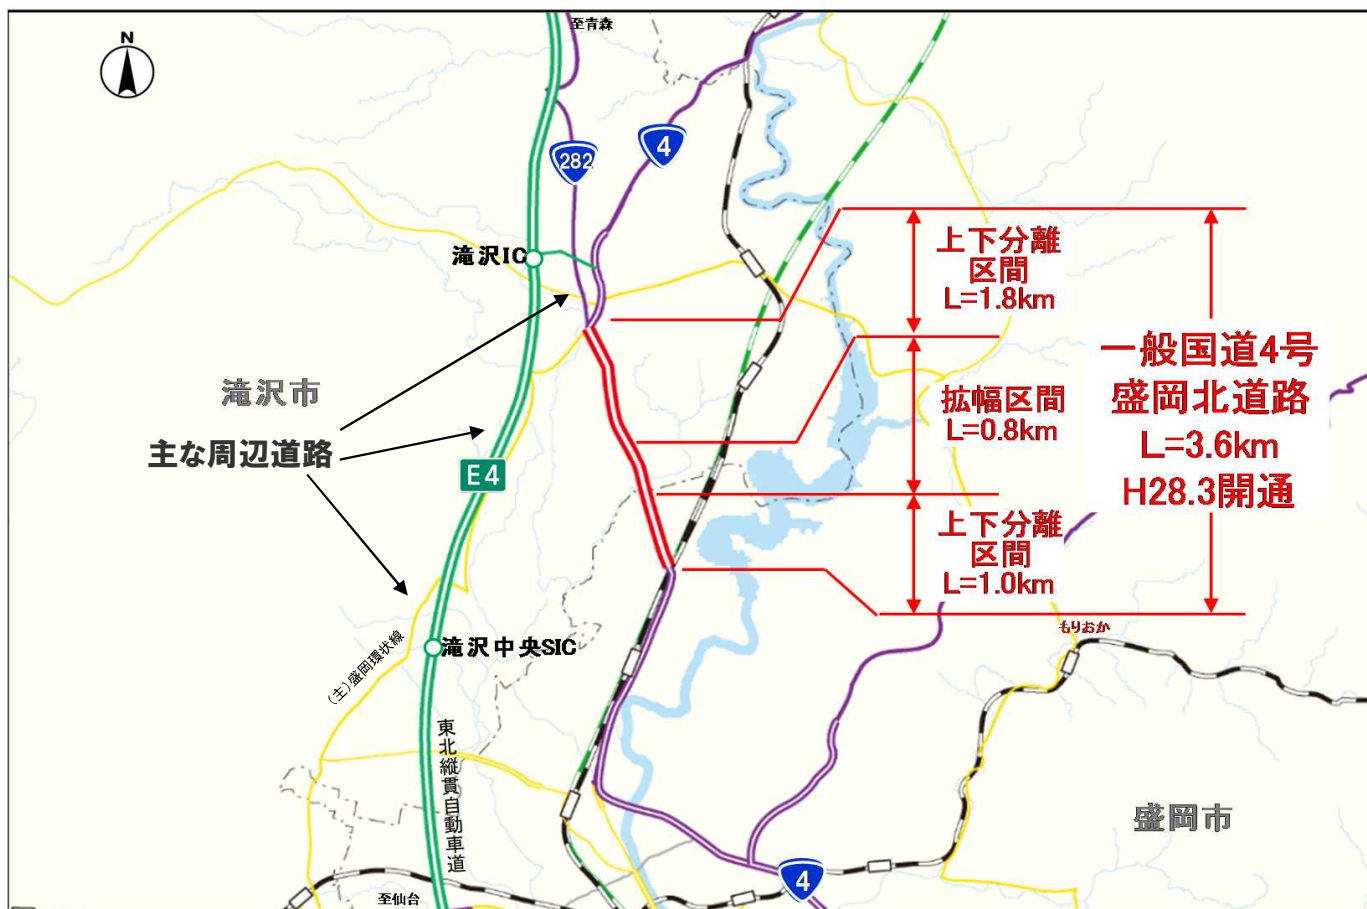 至青森
N
282
4
滝沢IC
上下分離
区間
L=1.8km
一般国道4号
盛岡北道路
L=3.6km
H28.3開通
拡幅区間
L=0.8km
滝沢市
主な周辺道路
E4
上下分離
区間
L=1.0km
もりおか
滝沢中央SIC
(主)盛岡環状線
東北縦貫自動車道
盛岡市
4
至仙台